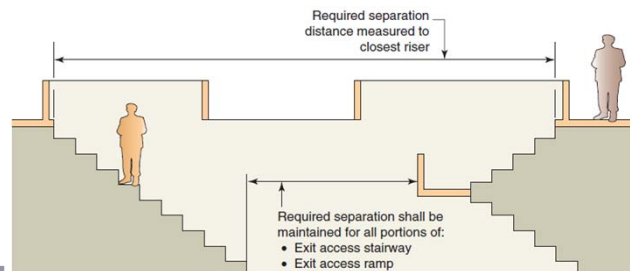 Required separation
distance measured to
closest riser
Required separation shall be
maintained for all portions of:
• Exit access stairway
• Exit access ramp